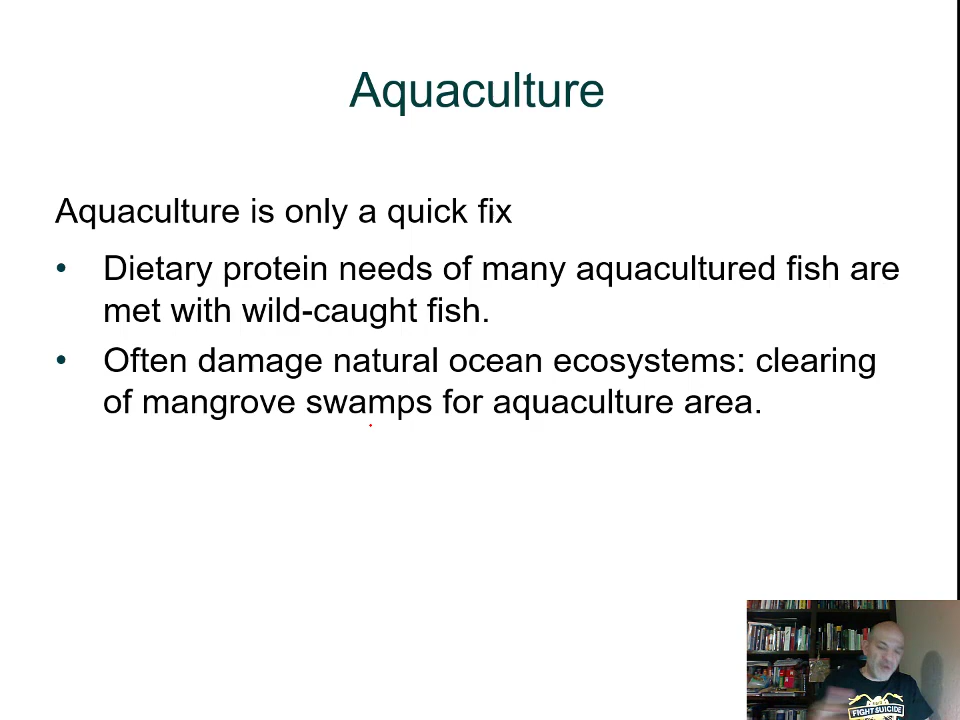 Aquaculture
Aquaculture is only a quick fix
• Dietary protein needs of many aquacultured fish are
met with wild-caught fish.
• Often damage natural ocean ecosystems: clearing
of mangrove swamps for aquaculture area.
FIGHT SUICIDE